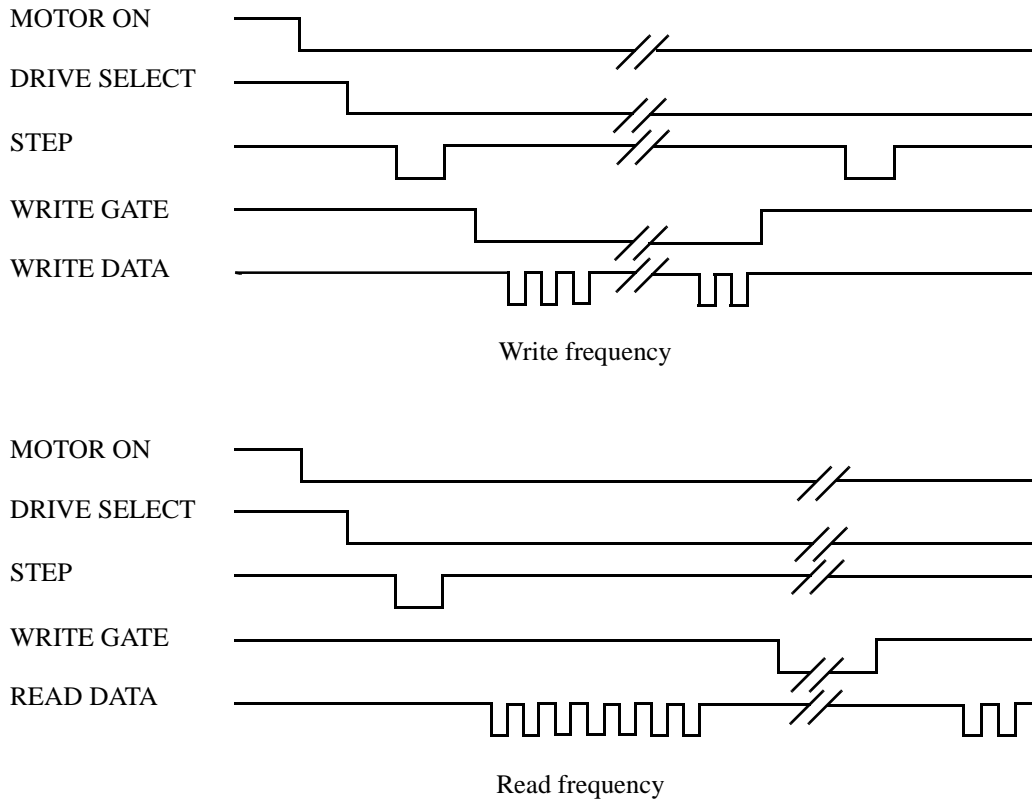 MOTOR ON
DRIVE SELECT
STEP
WRITE GATE
WRITE DATA
Write frequency
MOTOR ON
DRIVE SELECT
STEP
WRITE GATE
READ DATA
Read frequency